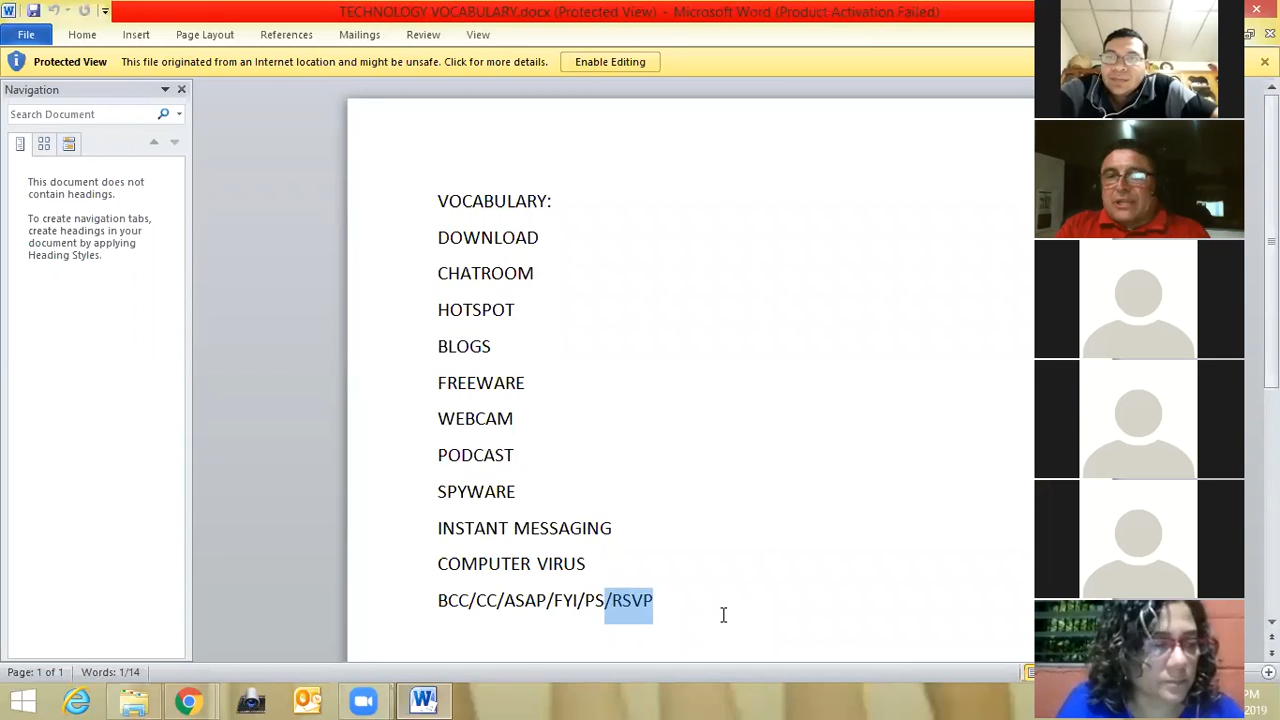 TECHNOLOGY VOCABULARY.docx (Protected View) - Microsoft Word (Product Activation Failed)
File Home Insert Page Layout References Mailings Review View
Protected View This file originated from an Internet location and might be unsafe. Click for more details. Enable Editing
Navigation
Search Document
This document does not
contain headings.
To create navigation tabs,
create headings in your
document by applying
Heading Styles.
VOCABULARY:
DOWNLOAD
CHATROOM
HOTSPOT
BLOGS
FREEWARE
WEBCAM
PODCAST
SPYWARE
INSTANT MESSAGING
COMPUTER VIRUS
BCC/CC/ASAP/FYI/PS/RSVP
Page: 1 of 1 Words: 1/14
PM
2019